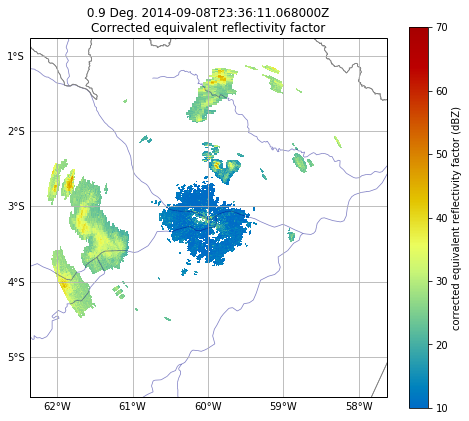 0.9 Deg. 2014-09-08T23:36:11.068000Z
Corrected equivalent reflectivity factor
1°S
2°S
3°S
4°S
5°S
62°W
61°W
60°W
59°W
58°W
70
60
50
40
30
20
10
corrected equivalent reflectivity factor (dBZ)